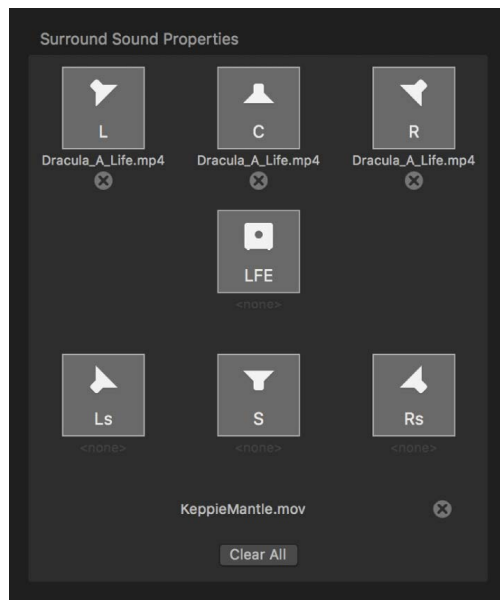 Surround Sound Properties
L C R
Dracula_A_Life.mp4 Dracula_A_Life.mp4 Dracula_A_Life.mp4
LFE
<none>
Ls S Rs
<none> <none> <none>
KeppieMantle.mov
Clear All